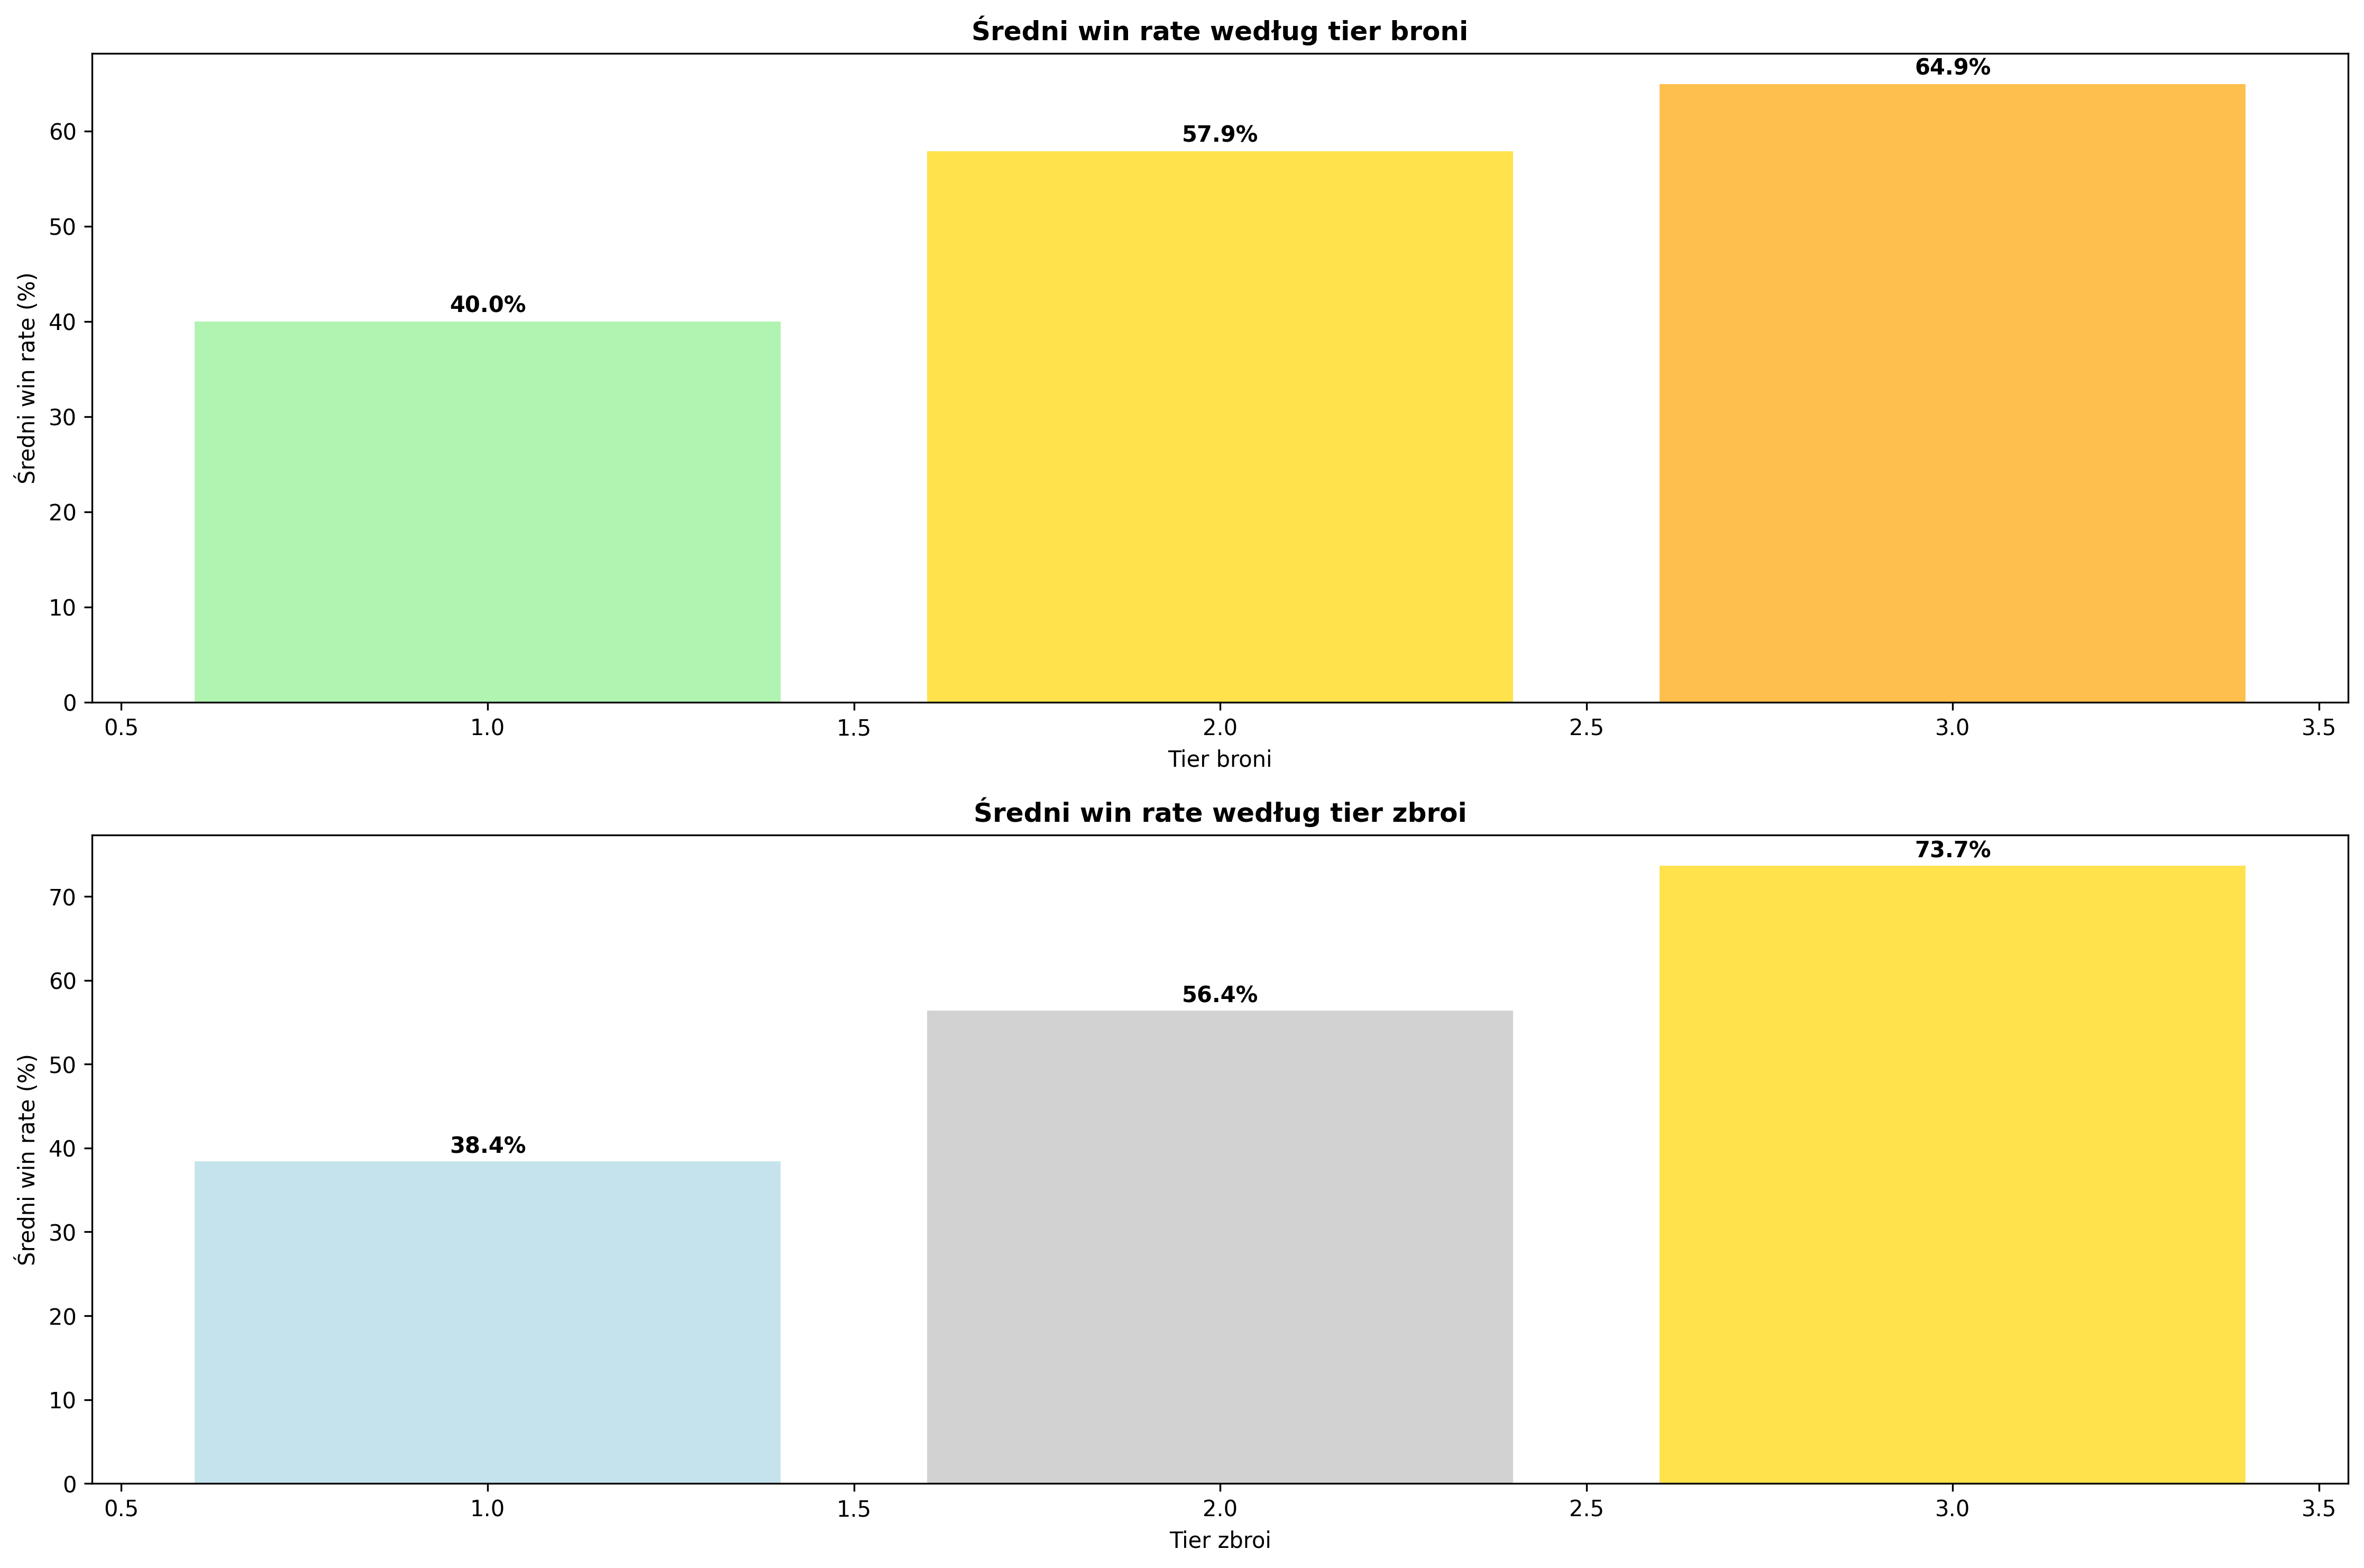 Średni win rate według tier broni
64.9%
57.9%
40.0%
60
50
40
30
20
10
0
Średni win rate (%)
0.5 1.0 1.5 2.0 2.5 3.0 3.5
Tier broni
Średni win rate według tier zbroi
73.7%
56.4%
38.4%
70
60
50
40
30
20
10
0
Średni win rate (%)
0.5 1.0 1.5 2.0 2.5 3.0 3.5
Tier zbroi